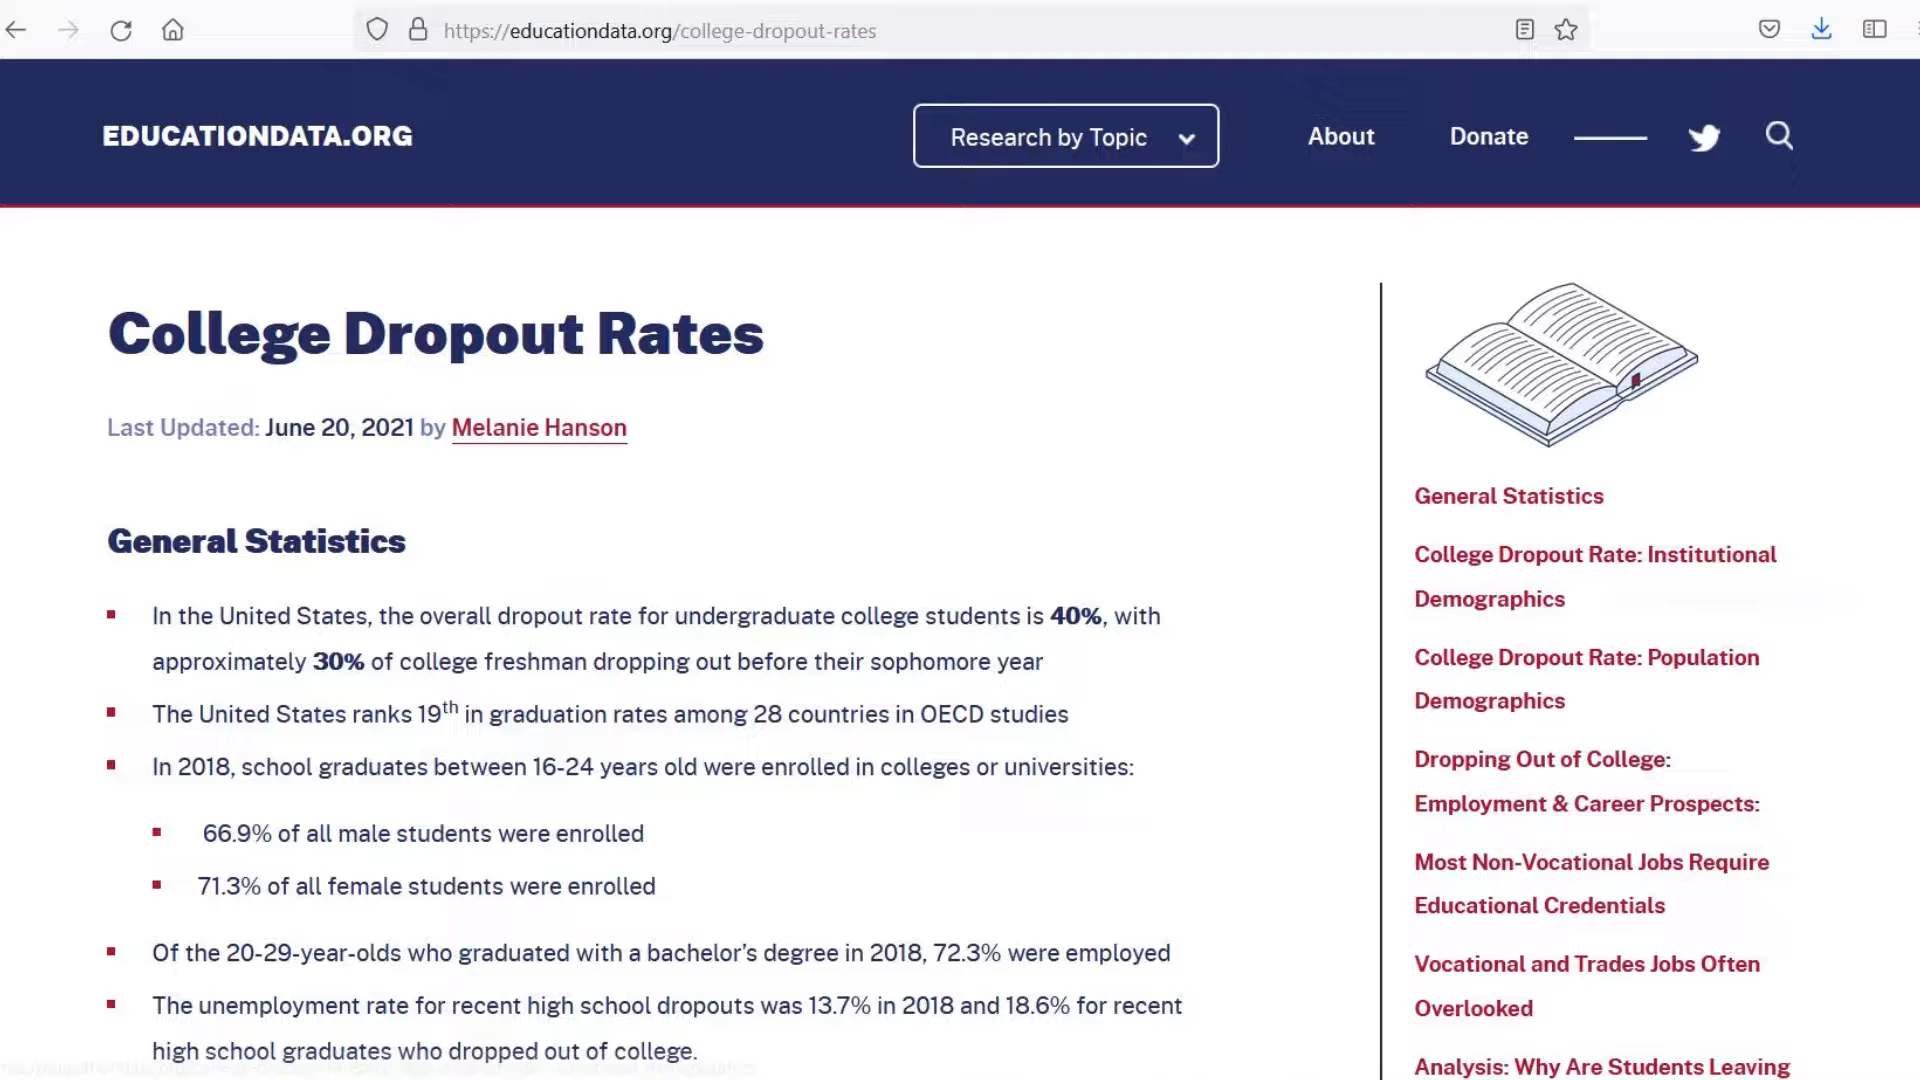 https://educationdata.org/college-dropout-rates
EDUCATIONDATA.ORG
Research by Topic
About
Donate
College Dropout Rates
Last Updated: June 20, 2021 by Melanie Hanson
General Statistics
In the United States, the overall dropout rate for undergraduate college students is 40%, with
approximately 30% of college freshman dropping out before their sophomore year
The United States ranks 19th in graduation rates among 28 countries in OECD studies
In 2018, school graduates between 16-24 years old were enrolled in colleges or universities:
66.9% of all male students were enrolled
71.3% of all female students were enrolled
Of the 20-29-year-olds who graduated with a bachelor’s degree in 2018, 72.3% were employed
The unemployment rate for recent high school dropouts was 13.7% in 2018 and 18.6% for recent
high school graduates who dropped out of college.
General Statistics
College Dropout Rate: Institutional
Demographics
College Dropout Rate: Population
Demographics
Dropping Out of College:
Employment & Career Prospects:
Most Non-Vocational Jobs Require
Educational Credentials
Vocational and Trades Jobs Often
Overlooked
Analysis: Why Are Students Leaving